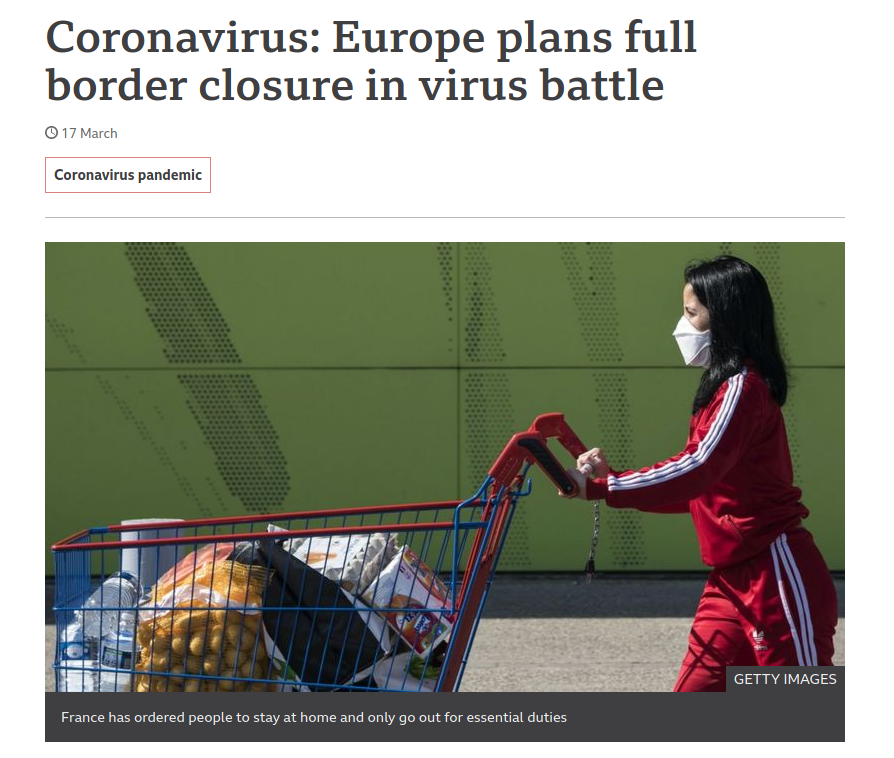 Coronavirus: Europe plans full
border closure in virus battle
17 March
Coronavirus pandemic
GETTY IMAGES
France has ordered people to stay at home and only go out for essential duties